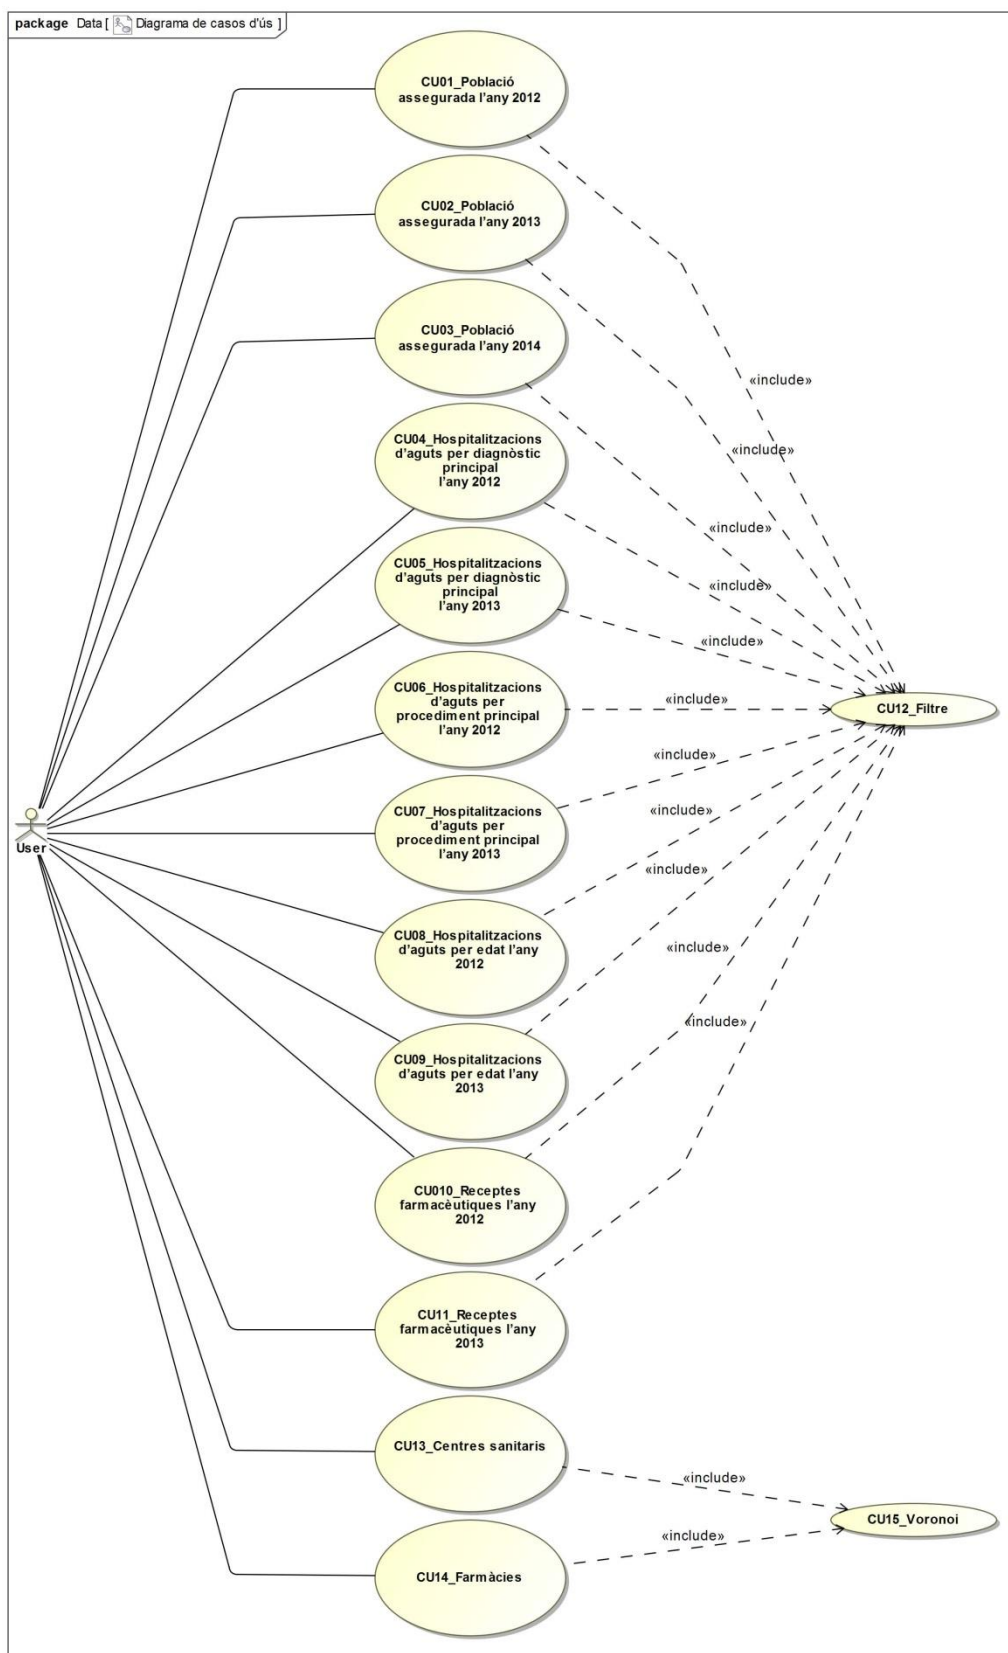 package Data [ Diagrama de casos d'ús ]
CU01_Població
assegurada l'any 2012
CU02_Població
assegurada l'any 2013
CU03_Població
assegurada l'any 2014
«include»
CU04_Hospitalitzacions
d'aguts per diagnòstic
principal
l'any 2012
«include»
«include»
CU05_Hospitalitzacions
d'aguts per diagnòstic
principal
l'any 2013
«include»
«include»
CU06_Hospitalitzacions
d'aguts per
procediment principal
l'any 2012
«include»
CU12_Filtre
CU07_Hospitalitzacions
d'aguts per
procediment principal
l'any 2013
«include»
«include»
User
«include»
CU08_Hospitalitzacions
d'aguts per edat l'any
2012
«include»
CU09_Hospitalitzacions
d'aguts per edat l'any
2013
«include»
CU010_Receptes
farmacèutiques l'any
2012
CU11_Receptes
farmacèutiques l'any
2013
CU13_Centres sanitaris
«include»
CU15_Voronoi
«include»
CU14_Farmàcies